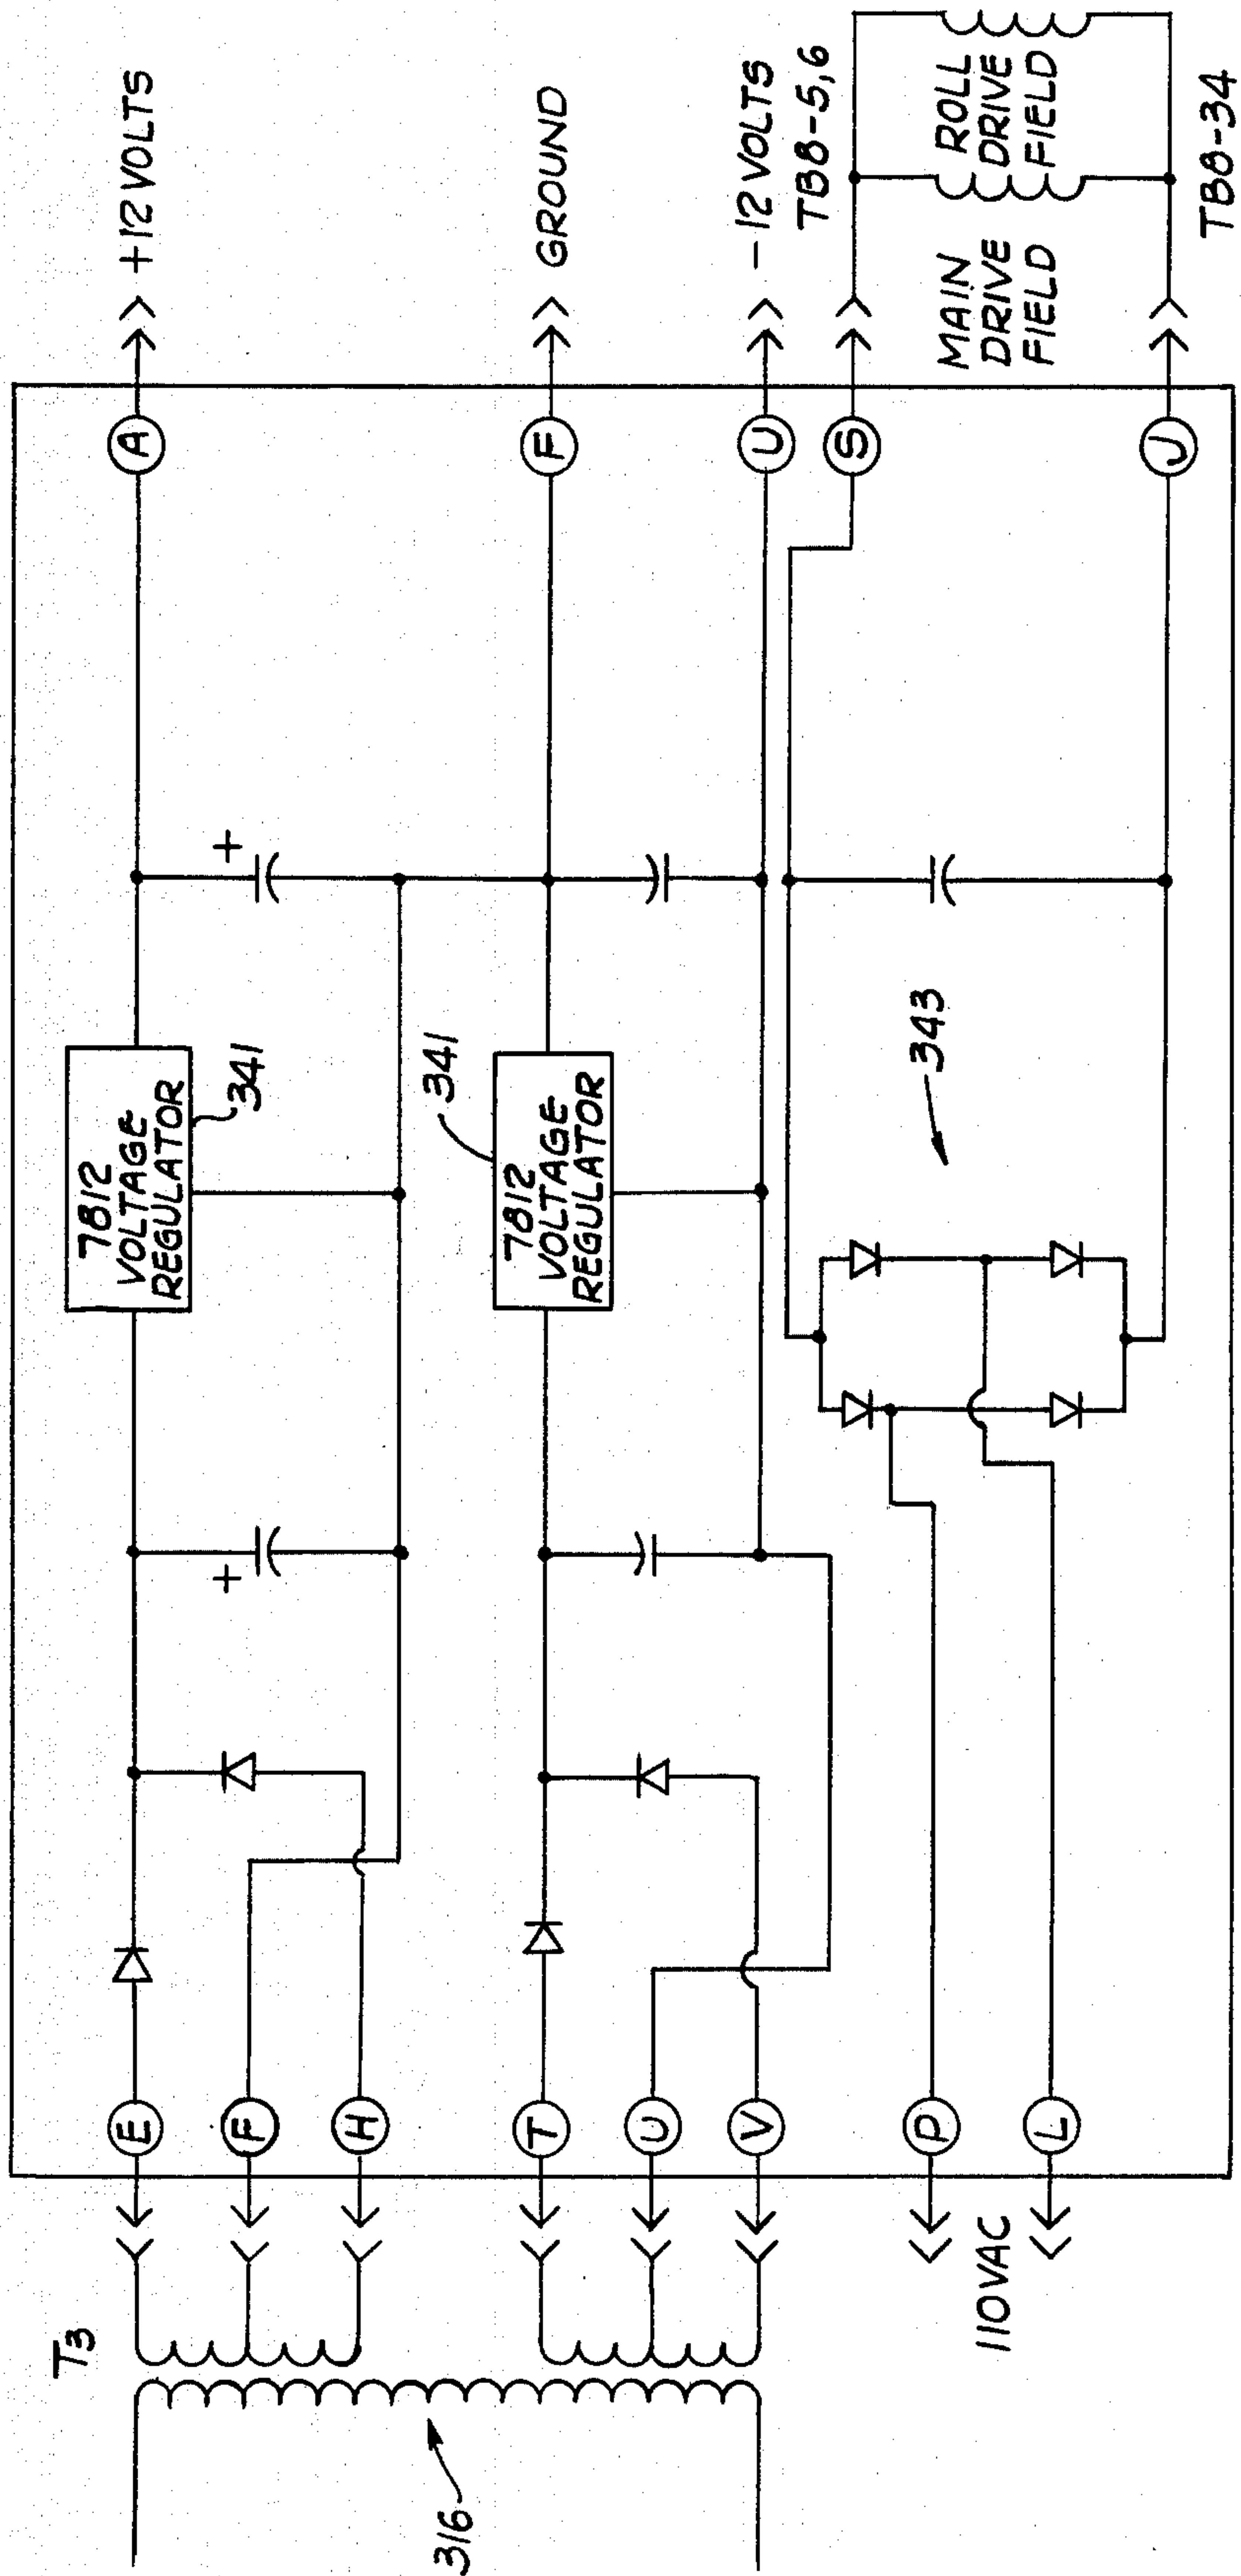 T3
316
E
F
H
T
U
V
P
L
110VAC
7812
VOLTAGE
REGULATOR
341
7812
VOLTAGE
REGULATOR
341
343
+
+
A
F
U
S
J
+12 VOLTS
GROUND
-12 VOLTS
TB8-5,6
MAIN
DRIVE
FIELD
ROLL
DRIVE
FIELD
TB8-34